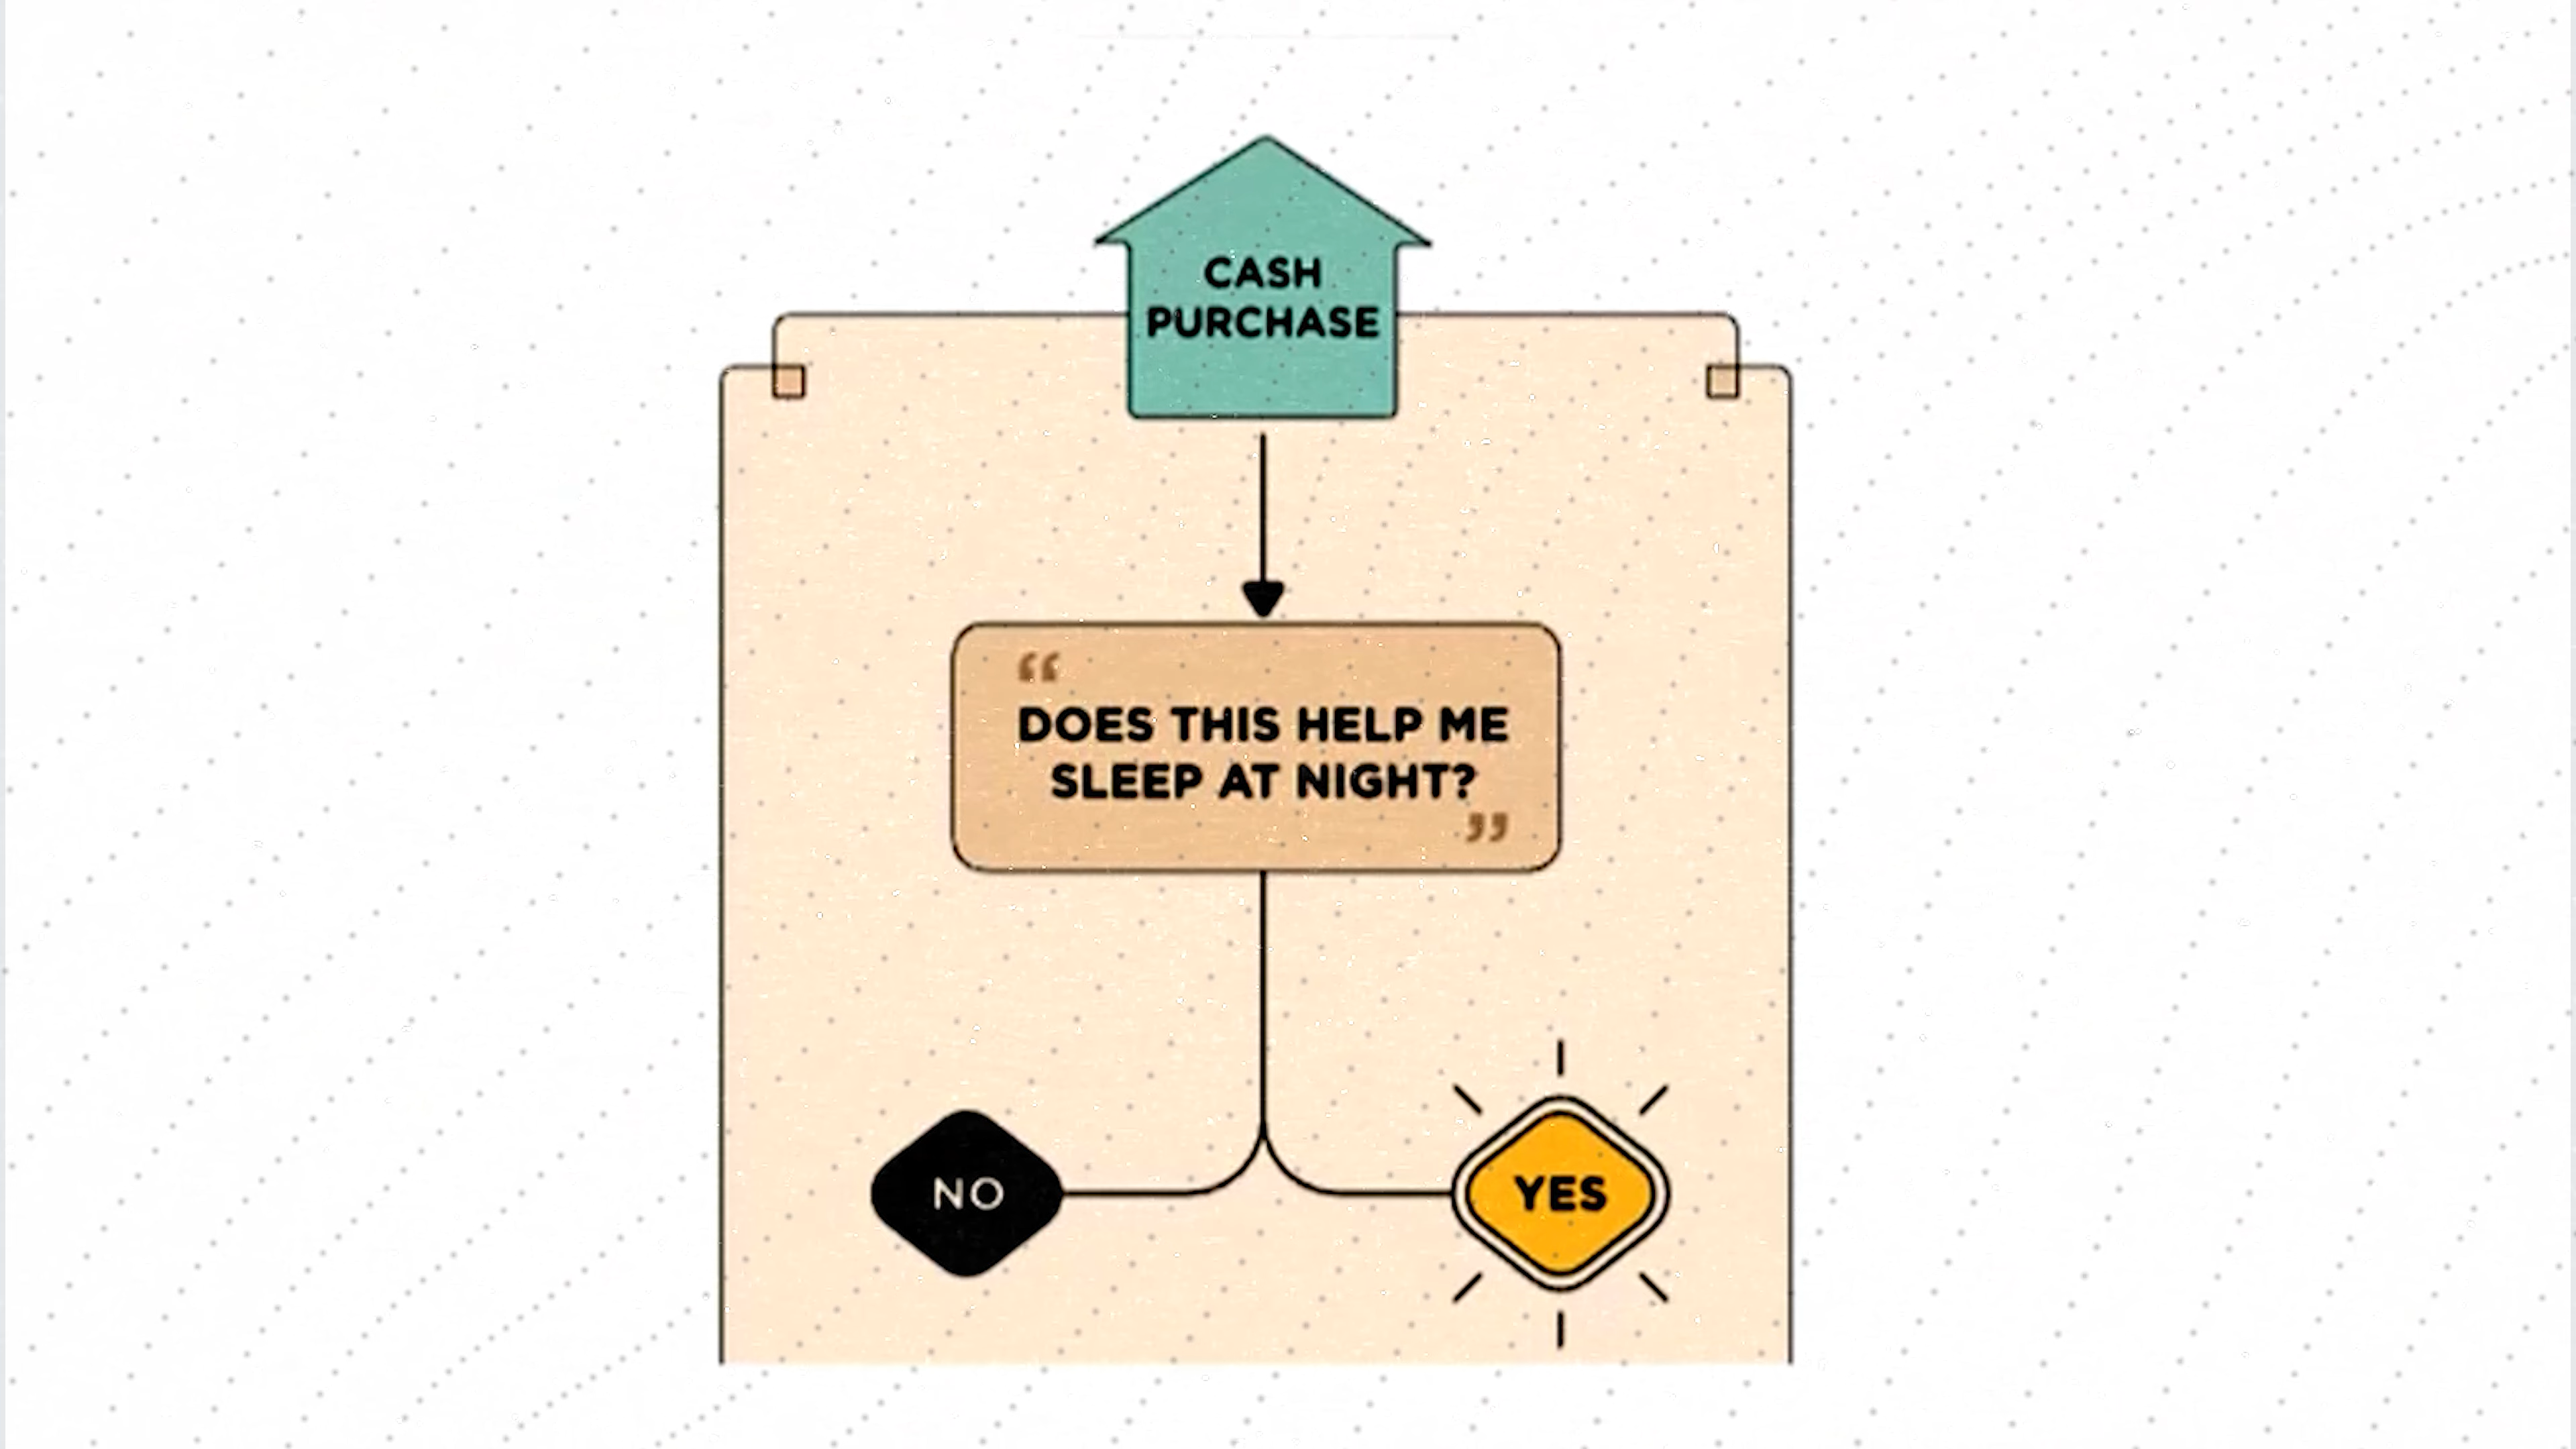 CASH
PURCHASE
“
DOES THIS HELP ME
SLEEP AT NIGHT?
”
NO
YES